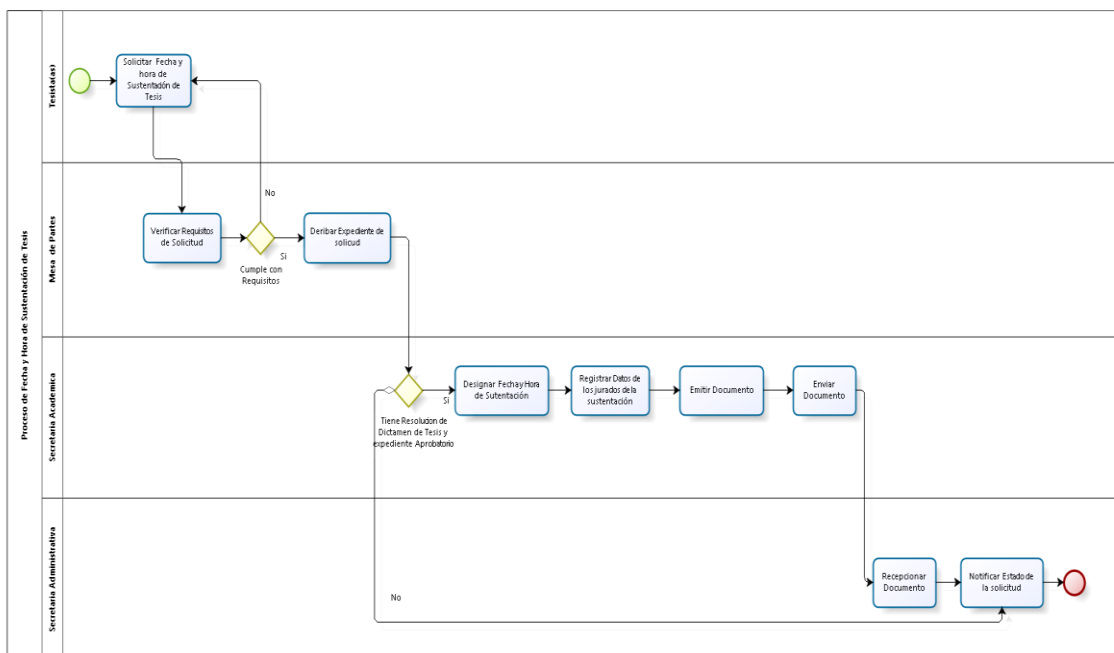 Proceso de Fecha y Hora de Sustentación de Tesis
Tesista(as)
Solicitar Fecha y
hora de
Sustentadón de
Tesis
No
Mesa de Partes
Verificar Requisitos
de Solicitud
Si
Cumple con
Requisitos
Deribar Expediente de
solicud
Secretaria Academica
Si
Tiene Resolucion de
Dictamen de Tesis y
expediente Aprobatorio
Designar Fecha y Hora
de Sutentación
Registrar Datos de
los jurados de la
sustentación
Emitir Documento
Enviar
Documento
Secretaria Administrativa
No
Recepcionar
Documento
Notificar Estado de
la solicitud